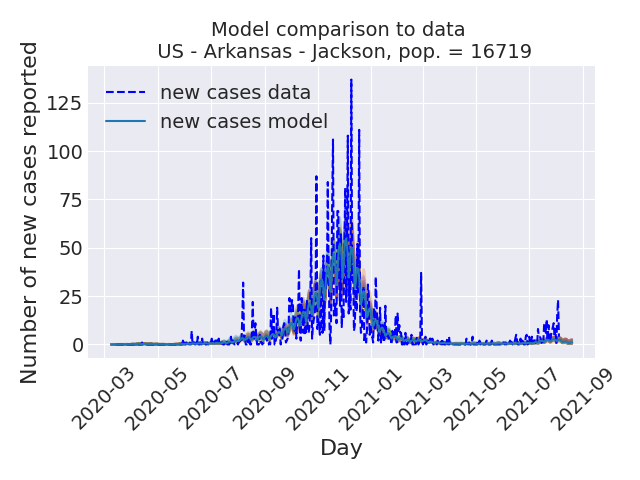 Model comparison to data
US - Arkansas - Jackson, pop. = 16719
Number of new cases reported
125
100
75
50
25
0
new cases data
new cases model
2020-03
2020-05
2020-07
2020-09
2020-11
2021-01
2021-03
2021-05
2021-07
2021-09
Day